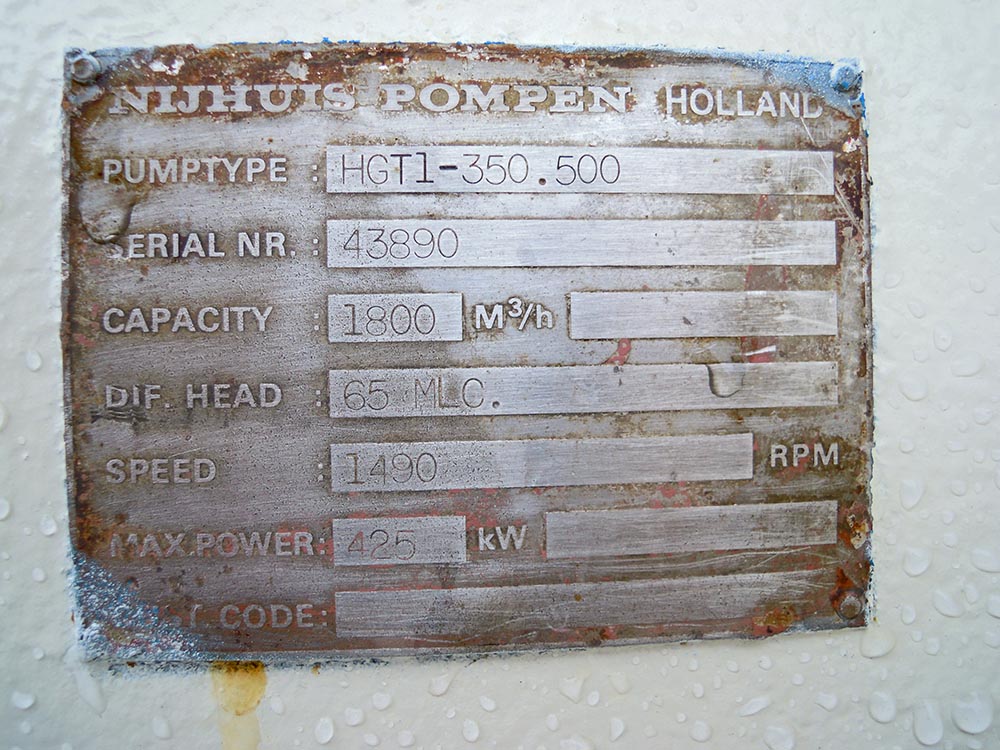 NIJHUIS POMPEN HOLLAND
PUMPTYPE : HGT1-350.500
SERIAL NR. : 43890
CAPACITY : 1800 M³/h
DIF. HEAD : 65 MLC.
SPEED : 1490 RPM
MAX.POWER: 425 kW
CODE: